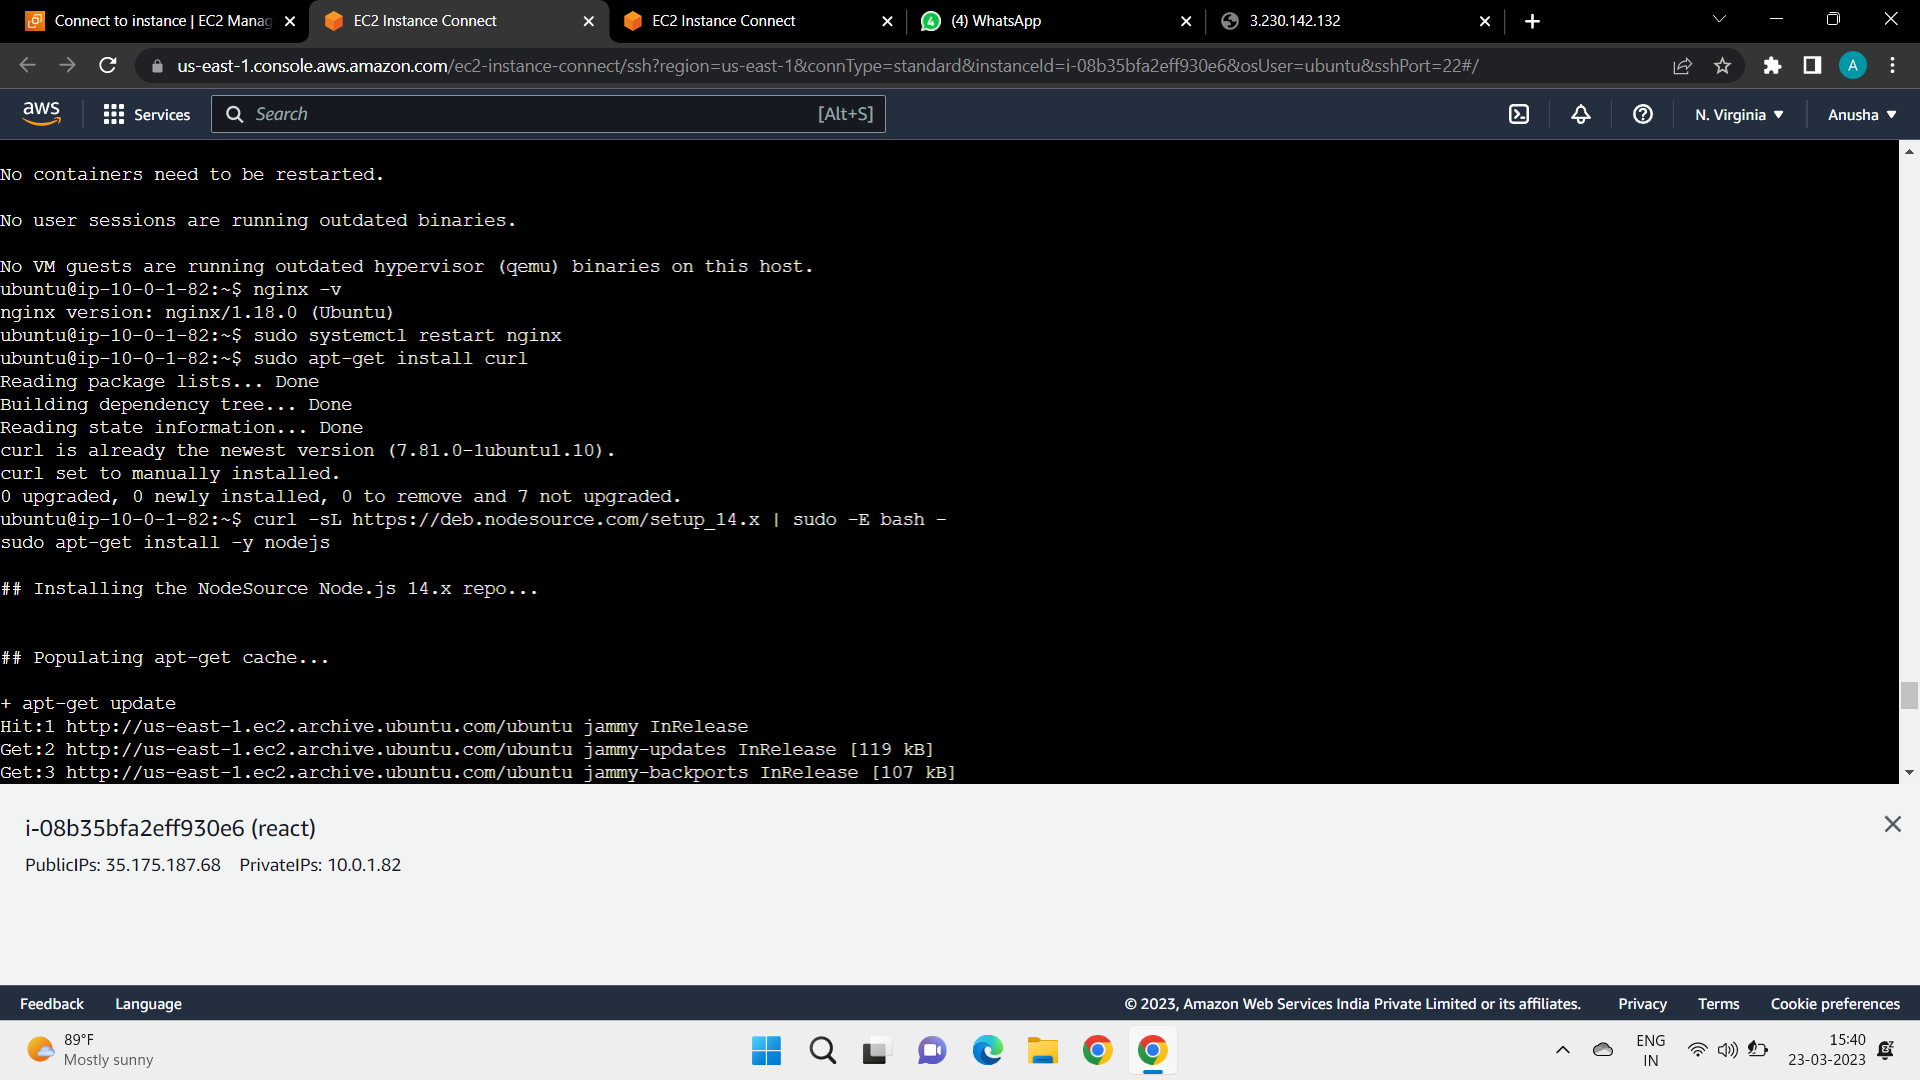 Connect to instance | EC2 Manag
EC2 Instance Connect
EC2 Instance Connect
(4) WhatsApp
3.230.142.132
us-east-1.console.aws.amazon.com/ec2-instance-connect/ssh?region=us-east-1&connType=standard&instanceId=i-08b35bfa2eff930e6&osUser=ubuntu&sshPort=22#/
A
aws
Services
Search
[Alt+S]
N. Virginia
Anusha
No containers need to be restarted.
No user sessions are running outdated binaries.
No VM guests are running outdated hypervisor (qemu) binaries on this host.
ubuntu@ip-10-0-1-82:~$ nginx -v
nginx version: nginx/1.18.0 (Ubuntu)
ubuntu@ip-10-0-1-82:~$ sudo systemctl restart nginx
ubuntu@ip-10-0-1-82:~$ sudo apt-get install curl
Reading package lists... Done
Building dependency tree... Done
Reading state information... Done
curl is already the newest version (7.81.0-1ubuntu1.10).
curl set to manually installed.
0 upgraded, 0 newly installed, 0 to remove and 7 not upgraded.
ubuntu@ip-10-0-1-82:~$ curl -sL https://deb.nodesource.com/setup_14.x | sudo -E bash -
sudo apt-get install -y nodejs
## Installing the NodeSource Node.js 14.x repo...
## Populating apt-get cache...
+ apt-get update
Hit:1 http://us-east-1.ec2.archive.ubuntu.com/ubuntu jammy InRelease
Get:2 http://us-east-1.ec2.archive.ubuntu.com/ubuntu jammy-updates InRelease [119 kB]
Get:3 http://us-east-1.ec2.archive.ubuntu.com/ubuntu jammy-backports InRelease [107 kB]
i-08b35bfa2eff930e6 (react)
PublicIPs: 35.175.187.68 PrivateIPs: 10.0.1.82
Feedback
Language
© 2023, Amazon Web Services India Private Limited or its affiliates.
Privacy
Terms
Cookie preferences
89°F
Mostly sunny
ENG
IN
15:40
23-03-2023